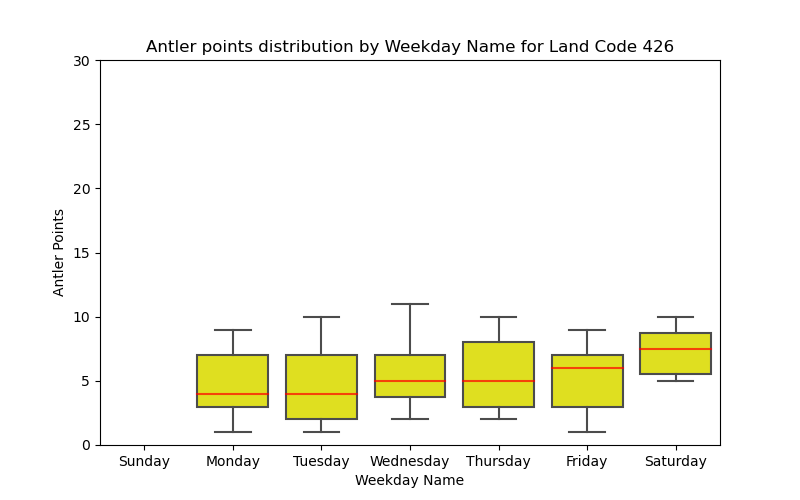 Antler points distribution by Weekday Name for Land Code 426
30
25
20
15
10
5
0
Antler Points
Sunday Monday Tuesday Wednesday Thursday Friday Saturday
Weekday Name